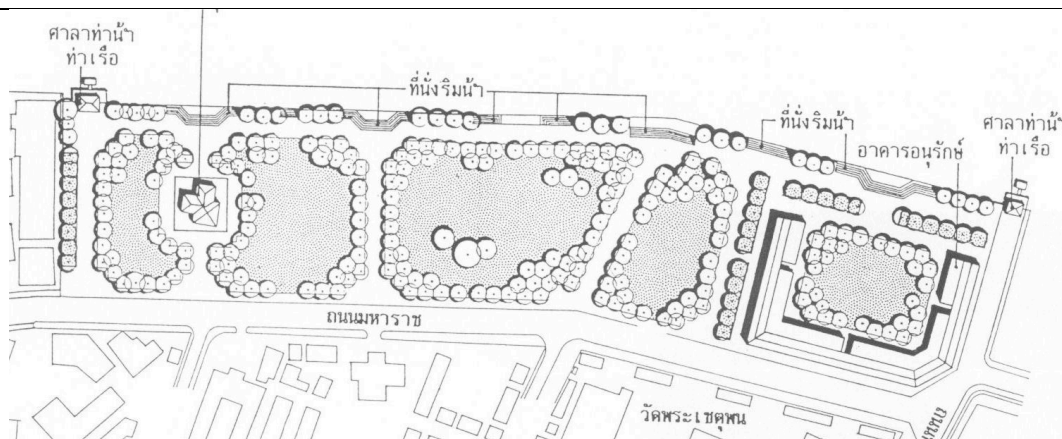 ศาลาท่าน้ำ
ท่าเรือ
ที่นั่งริมน้ำ
ที่นั่งริมน้ำ
ศาลาท่าน้ำ
ท่าเรือ
อาคารอนุรักษ์
ถนนมหาราช
วัดพระเชตุพน